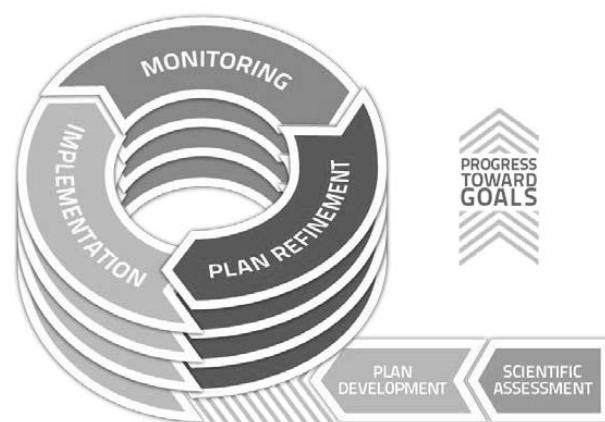 MONITORING
IMPLEMENTATION
PLAN REFINEMENT
PROGRESS
TOWARD
GOALS
PLAN
DEVELOPMENT
SCIENTIFIC
ASSESSMENT